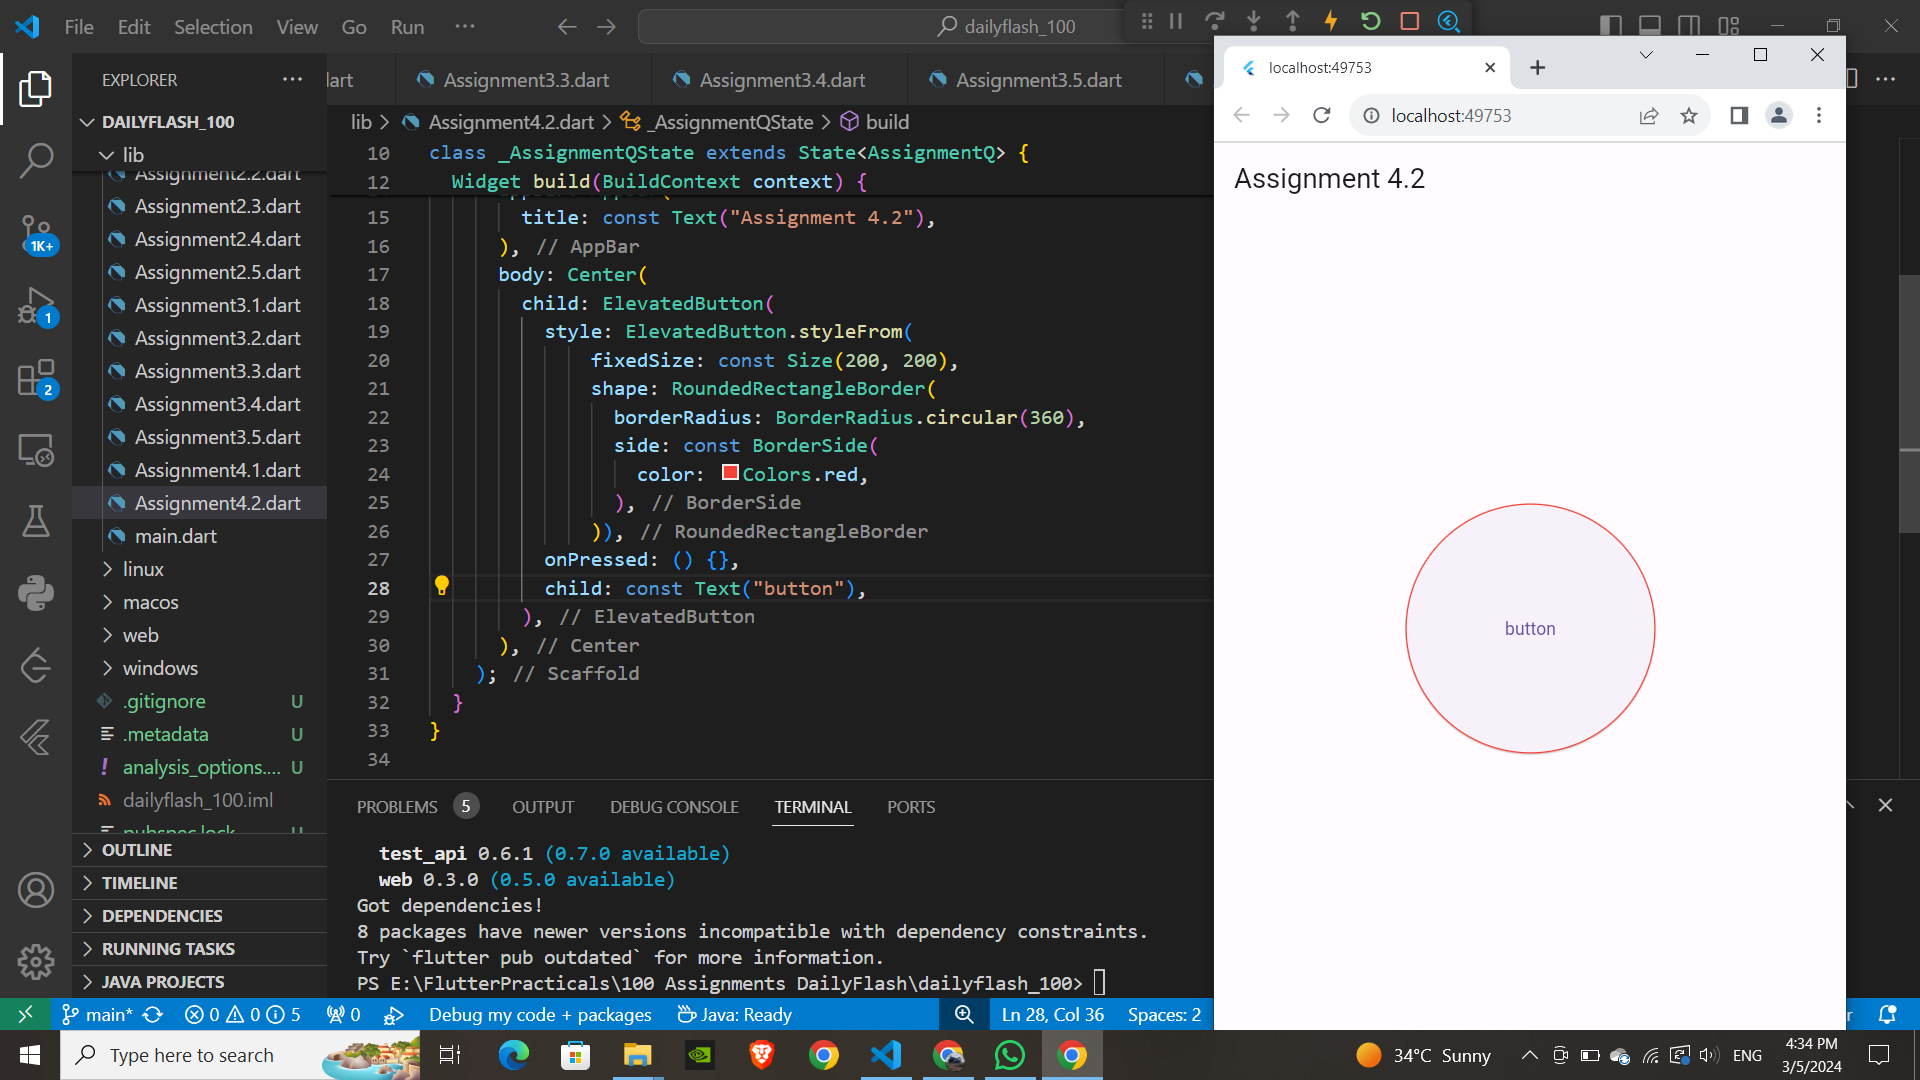 File Edit Selection View Go Run ...
dailyflash_100
EXPLORER
DAILYFLASH_100
lib
Assignment2.2.dart
Assignment2.3.dart
Assignment2.4.dart
Assignment2.5.dart
Assignment3.1.dart
Assignment3.2.dart
Assignment3.3.dart
Assignment3.4.dart
Assignment3.5.dart
Assignment4.1.dart
Assignment4.2.dart
main.dart
linux
macos
web
windows
.gitignore U
.metadata U
analysis_options.... U
dailyflash_100.iml
pubspec.lock U
OUTLINE
TIMELINE
DEPENDENCIES
RUNNING TASKS
JAVA PROJECTS
1K+
1
2
art Assignment3.3.dart Assignment3.4.dart Assignment3.5.dart
lib > Assignment4.2.dart > _AssignmentQState > build
10 class _AssignmentQState extends State<AssignmentQ> {
12 Widget build(BuildContext context) {
15 title: const Text("Assignment 4.2"),
16 ), // AppBar
17 body: Center(
18 child: ElevatedButton(
19 style: ElevatedButton.styleFrom(
20 fixedSize: const Size(200, 200),
21 shape: RoundedRectangleBorder(
22 borderRadius: BorderRadius.circular(360),
23 side: const BorderSide(
24 color: Colors.red,
25 ), // BorderSide
26 )), // RoundedRectangleBorder
27 onPressed: () {},
28 child: const Text("button"),
29 ), // ElevatedButton
30 ), // Center
31 ); // Scaffold
32 }
33 }
34
PROBLEMS 5 OUTPUT DEBUG CONSOLE TERMINAL PORTS
test_api 0.6.1 (0.7.0 available)
web 0.3.0 (0.5.0 available)
Got dependencies!
8 packages have newer versions incompatible with dependency constraints.
Try `flutter pub outdated` for more information.
PS E:\FlutterPracticals\100 Assignments DailyFlash\dailyflash_100>
localhost:49753
localhost:49753
Assignment 4.2
button
main* 0 0 5 0 Debug my code + packages Java: Ready Ln 28, Col 36 Spaces: 2
Type here to search
34°C Sunny
ENG
4:34 PM
3/5/2024